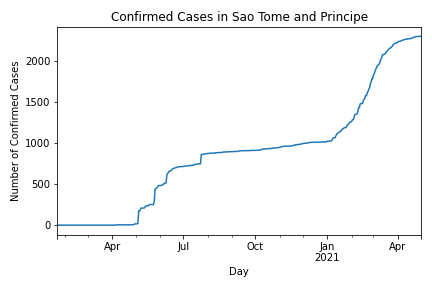 Confirmed Cases in Sao Tome and Principe
Number of Confirmed Cases
2000
1500
1000
500
0
Apr
Jul
Oct
Jan
2021
Apr
Day